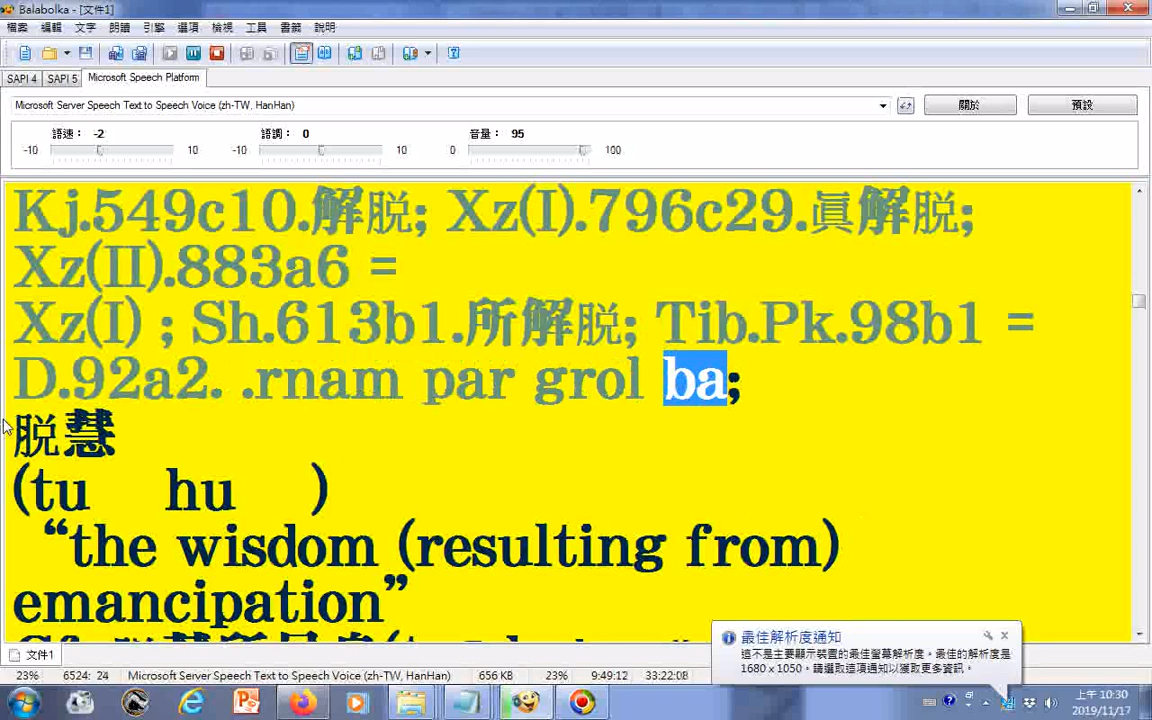 Balabolka - [文件1]
檔案 編輯 文字 朗讀 引擎 選項 檢視 工具 書籤 說明
SAPI 4 SAPI 5 Microsoft Speech Platform
Microsoft Server Speech Text to Speech Voice (zh-TW, HanHan) 關於 預設
語速： -2 語調： 0 音量： 95
-10 10 -10 10 0 100
Kj.549c10.解脱; Xz(I).796c29.眞解脱;
Xz(II).883a6 =
Xz(I) ; Sh.613b1.所解脱; Tib.Pk.98b1 =
D.92a2. .rnam par grol ba;
脱慧
(tu hu )
“the wisdom (resulting from)
emancipation”
最佳解析度通知
這不是主要顯示裝置的最佳螢幕解析度。最佳的解析度是
1680 x 1050。請選取這項通知以獲取更多資訊。
文件1
23% 6524: 24 Microsoft Server Speech Text to Speech Voice (zh-TW, HanHan) 656 KB 23% 9:49:12 33:22:08
上午 10:30
2019/11/17